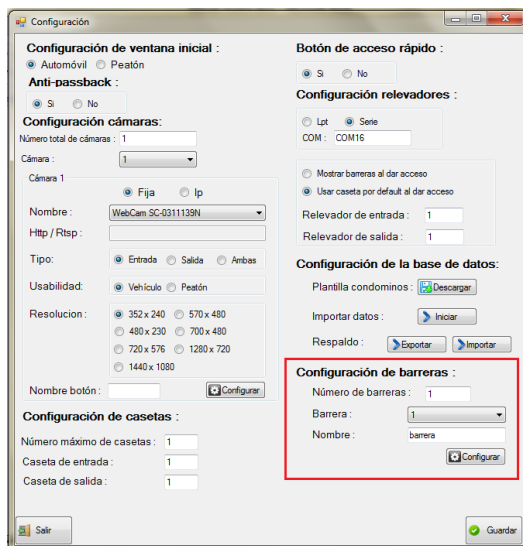 Configuración
Configuración de ventana inicial :
Automóvil Peatón
Anti-passback :
Si No
Configuración cámaras:
Número total de cámaras : 1
Cámara : 1
Cámara 1
Fija Ip
Nombre : WebCam SC-0311139N
Http / Rtsp :
Tipo: Entrada Salida Ambas
Usabilidad: Vehículo Peatón
Resolucion : 352 x 240 570 x 480
480 x 230 700 x 480
720 x 576 1280 x 720
1440 x 1080
Nombre botón : Configurar
Configuración de casetas :
Número máximo de casetas : 1
Caseta de entrada : 1
Caseta de salida : 1
Salir
Botón de acceso rápido :
Si No
Configuración relevadores :
Lpt Serie
COM : COM16
Mostrar barreras al dar acceso
Usar caseta por default al dar acceso
Relevador de entrada : 1
Relevador de salida : 1
Configuración de la base de datos:
Plantilla condominos : Descargar
Importar datos : Iniciar
Respaldo : Exportar Importar
Configuración de barreras :
Número de barreras : 1
Barrera : 1
Nombre : barrera
Configurar
Guardar